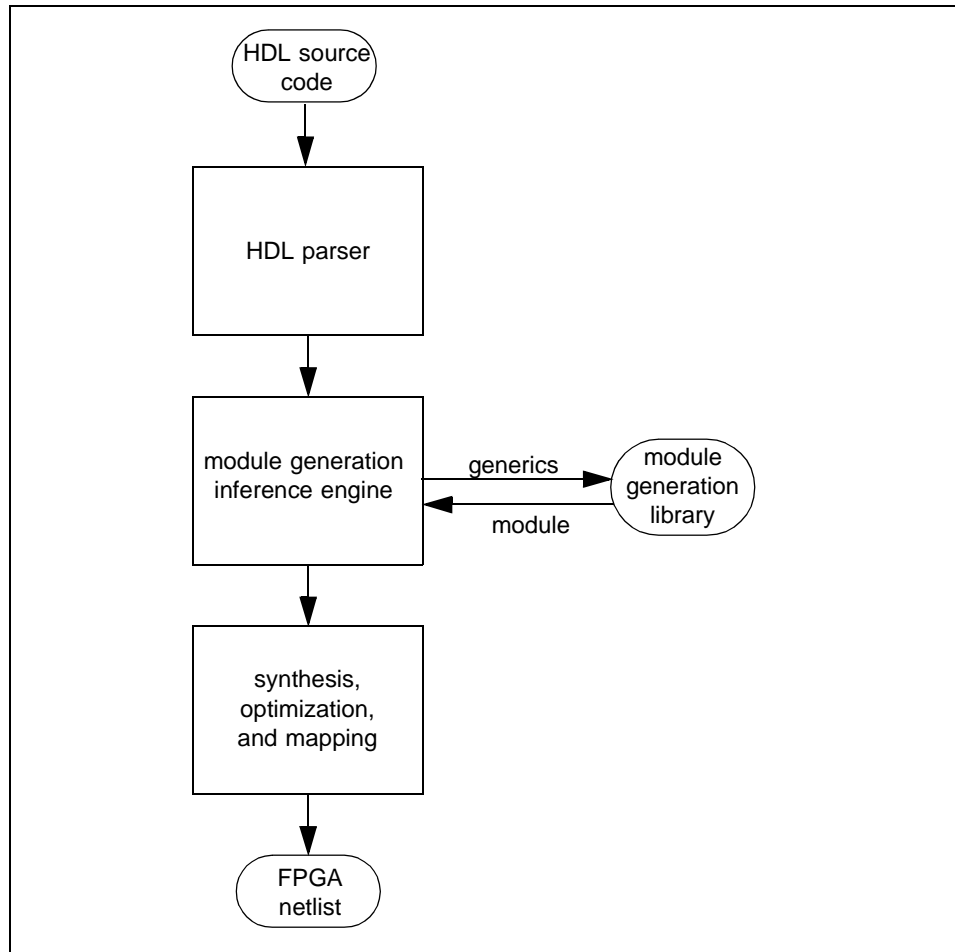 HDL source
code
HDL parser
module generation
inference engine
generics
module
module
generation
library
synthesis,
optimization,
and mapping
FPGA
netlist